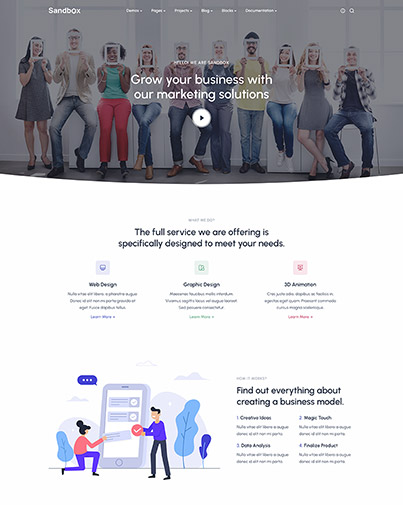 Sandbox
Demos Pages Projects Blog Blocks Documentation
HELLO! WE ARE SANDBOX
Grow your business with
our marketing solutions
WHAT WE DO?
The full service we are offering is
specifically designed to meet your needs.
Web Design
Nulla vitae elit libero, a pharetra augue.
Donec id elit non mi porta gravida at
eget metus dapibus tellus.
Learn More
Graphic Design
Maecenas faucibus mollis interdum.
Vivamus sagittis lacus vel augue laoreet.
Sed posuere consectetur.
Learn More
3D Animation
Cras justo odio, dapibus ac facilisis in,
egestas eget quam. Praesent commodo
cursus magna scelerisque.
Learn More
HOW IT WORKS?
Find out everything about
creating a business model.
1. Creative Ideas
Nulla vitae elit libero a augue
donec id elit non mi porta.
2. Magic Touch
Nulla vitae elit libero a augue
donec id elit non mi porta.
3. Data Analysis
Nulla vitae elit libero a augue
donec id elit non mi porta.
4. Finalize Product
Nulla vitae elit libero a augue
donec id elit non mi porta.